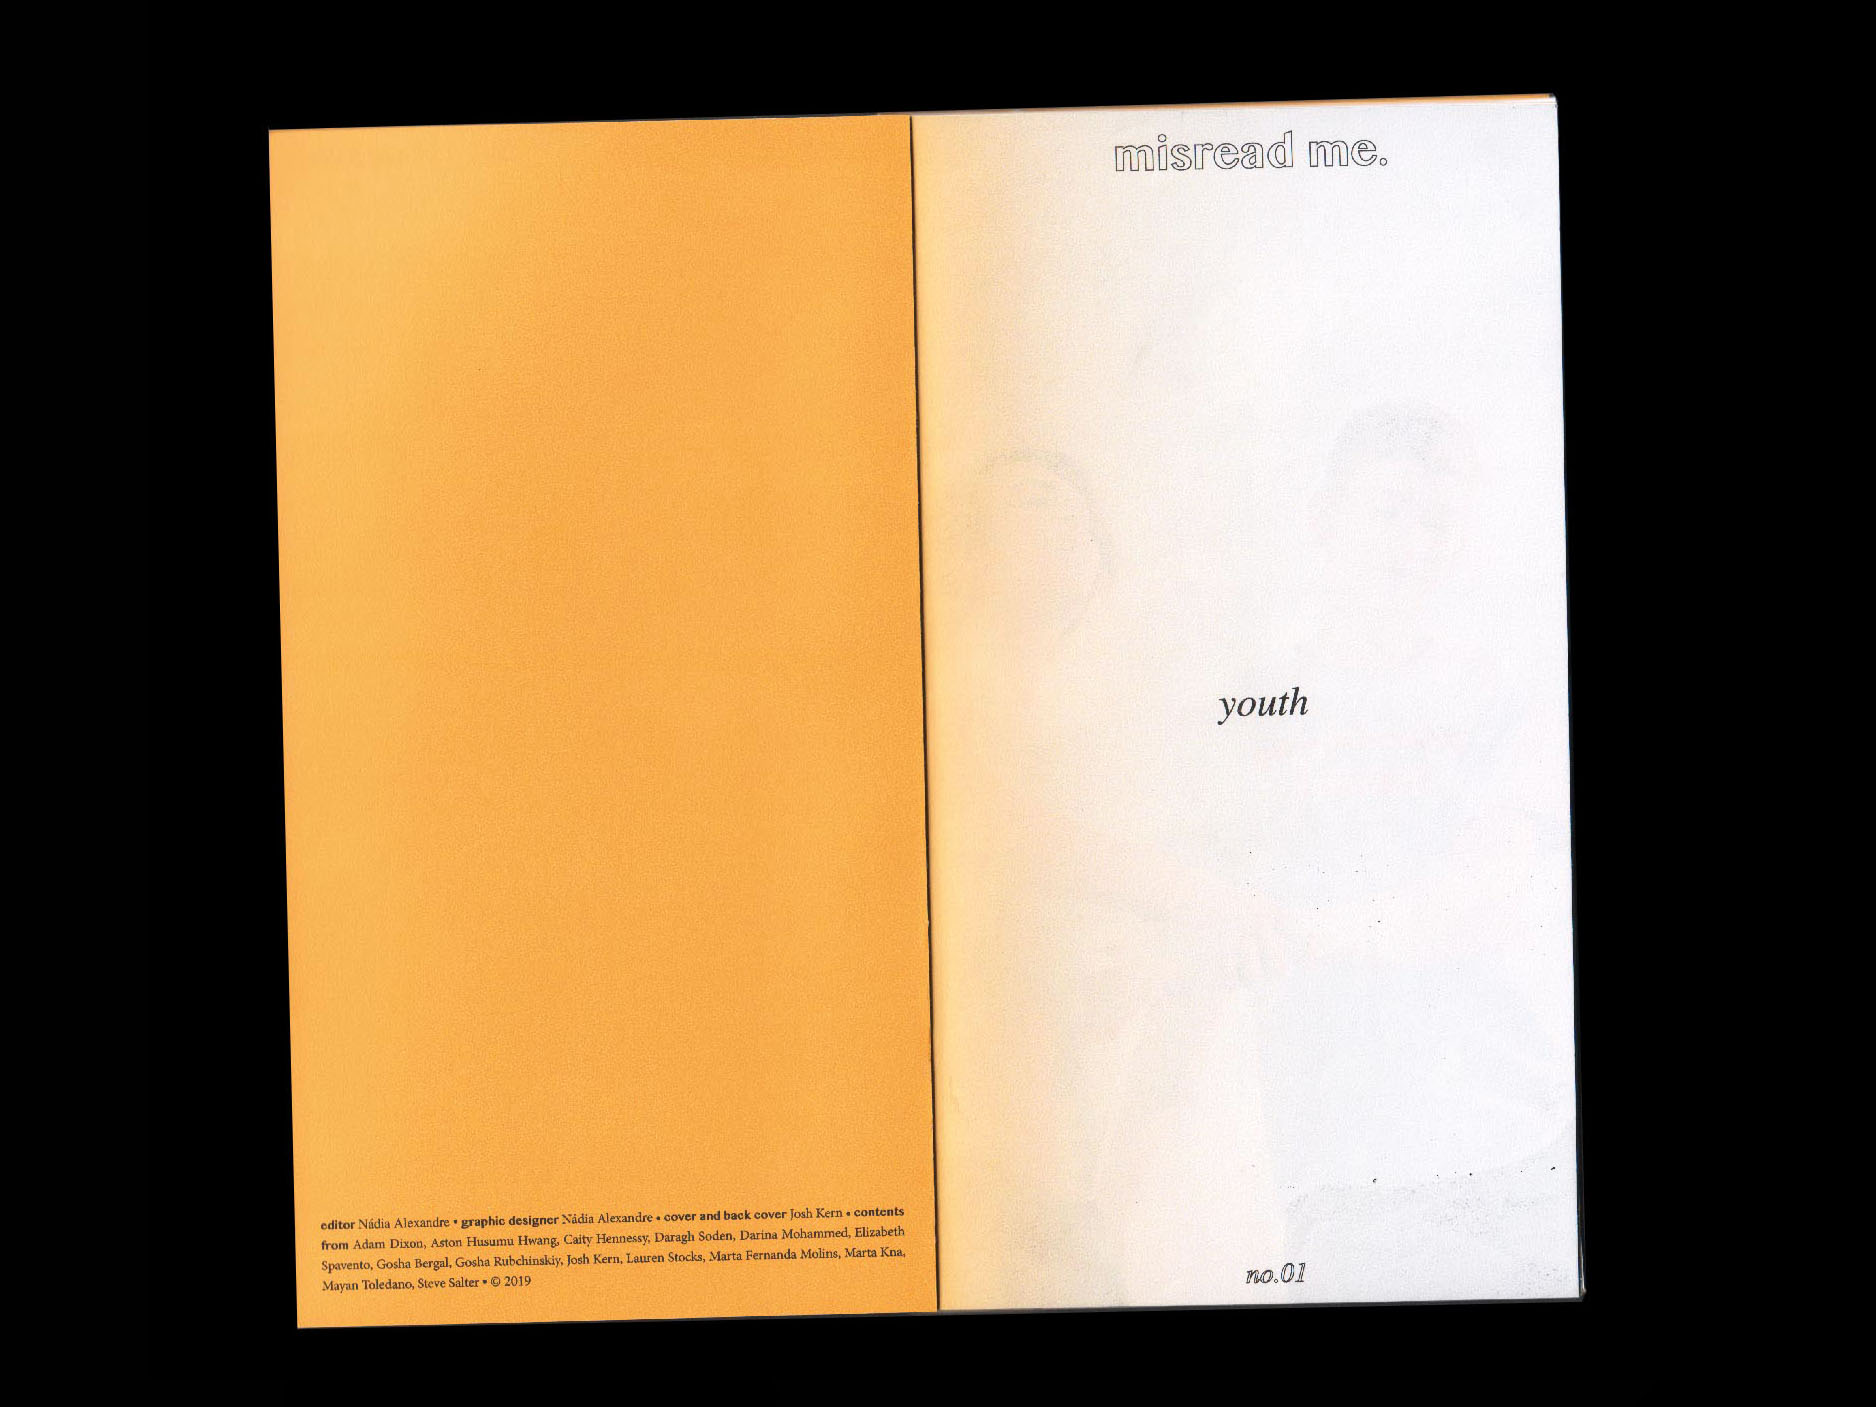 editor Nádia Alexandre • graphic designer Nádia Alexandre • cover and back cover Josh Kern • contents
from Adam Dixon, Aston Husumu Hwang, Caity Hennessy, Daragh Soden, Darina Mohammed, Elizabeth
Spavento, Gosha Bergal, Gosha Rubchinskiy, Josh Kern, Lauren Stocks, Marta Fernanda Molins, Marta Kna,
Mayan Toledano, Steve Salter • © 2019
misread me.
youth
no.01